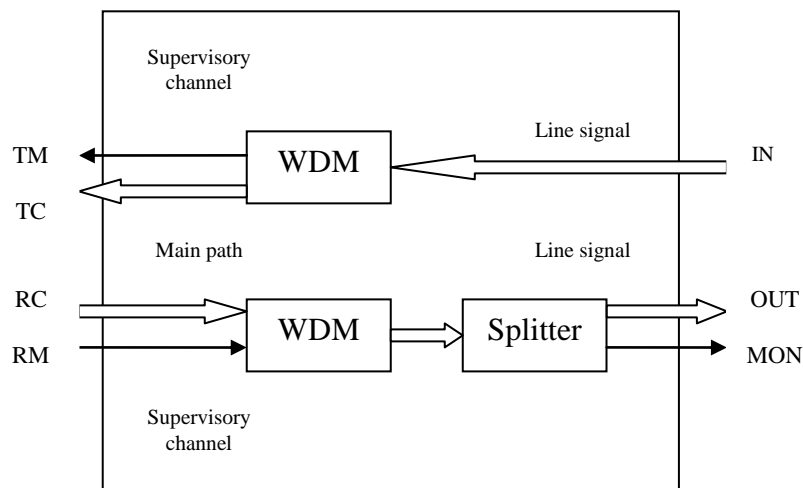 Supervisory
channel
Line signal
TM
WDM
IN
TC
Main path
Line signal
RC
OUT
WDM
Splitter
RM
MON
Supervisory
channel